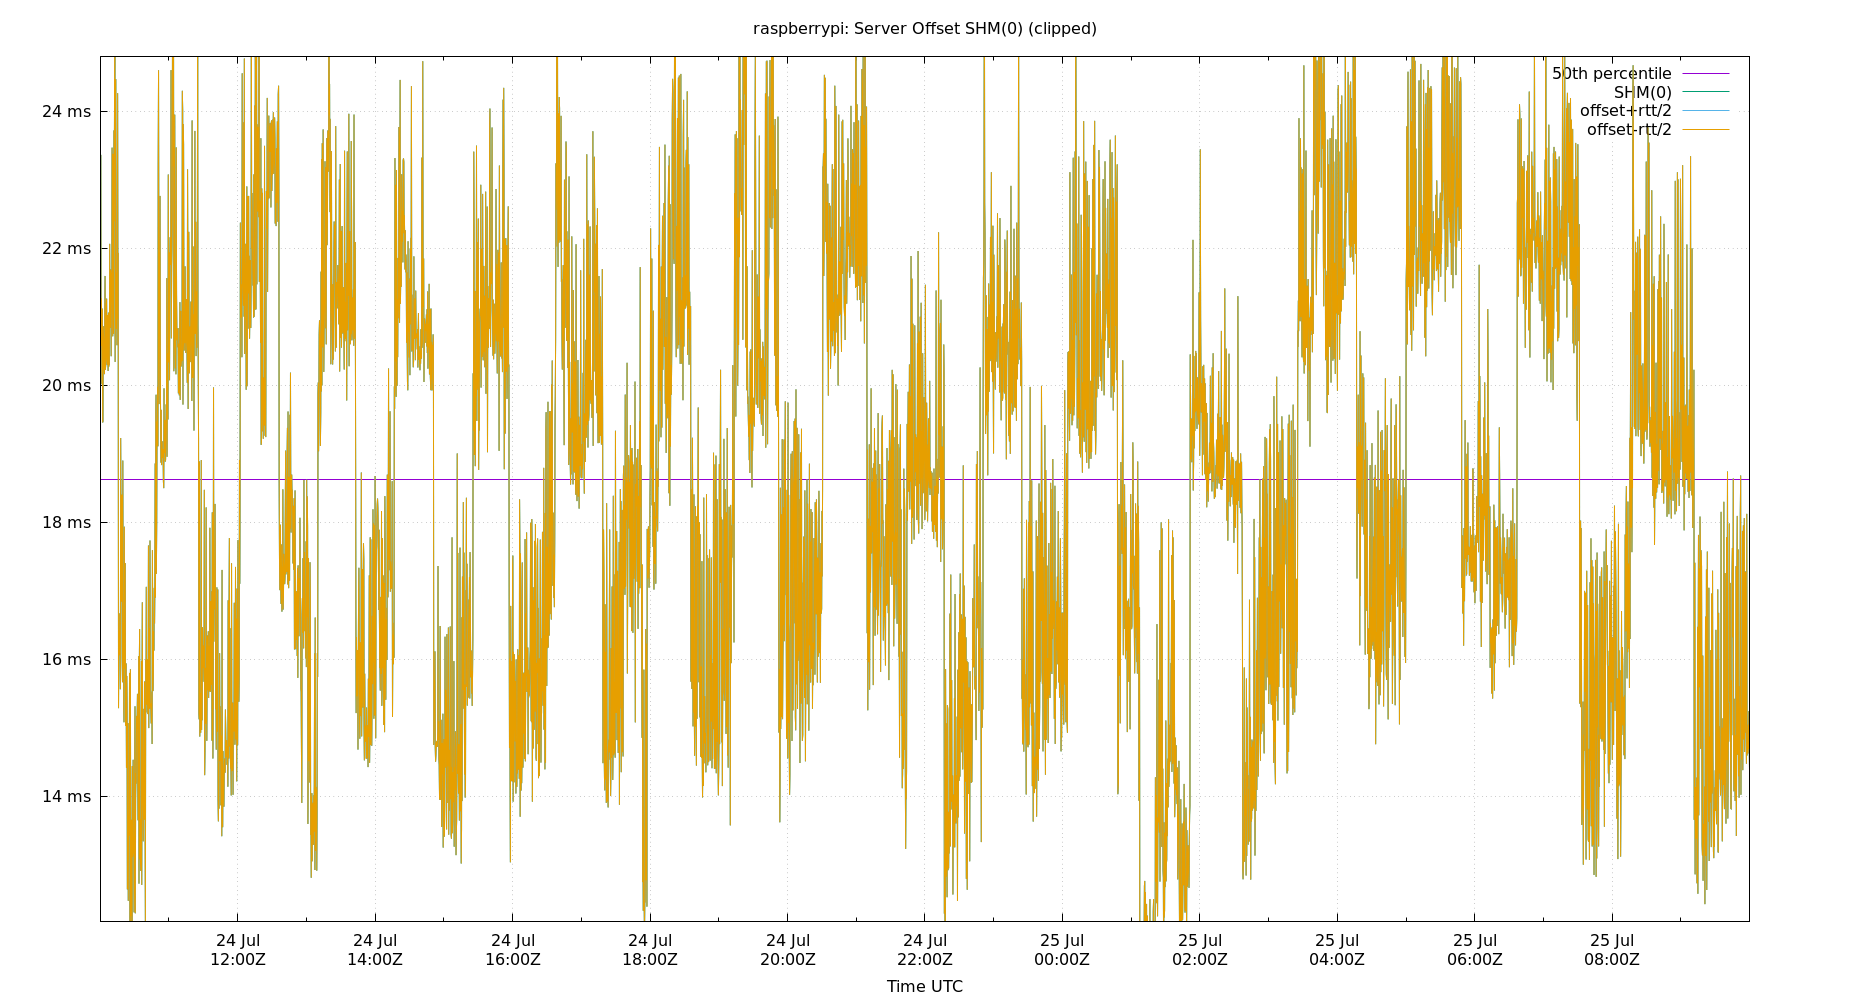 raspberrypi: Server Offset SHM(0) (clipped)
50th percentile
SHM(0)
offset+rtt/2
offset-rtt/2
24 ms
22 ms
20 ms
18 ms
16 ms
14 ms
24 Jul 24 Jul 24 Jul 24 Jul 24 Jul 24 Jul 25 Jul 25 Jul 25 Jul 25 Jul 25 Jul
12:00Z 14:00Z 16:00Z 18:00Z 20:00Z 22:00Z 00:00Z 02:00Z 04:00Z 06:00Z 08:00Z
Time UTC